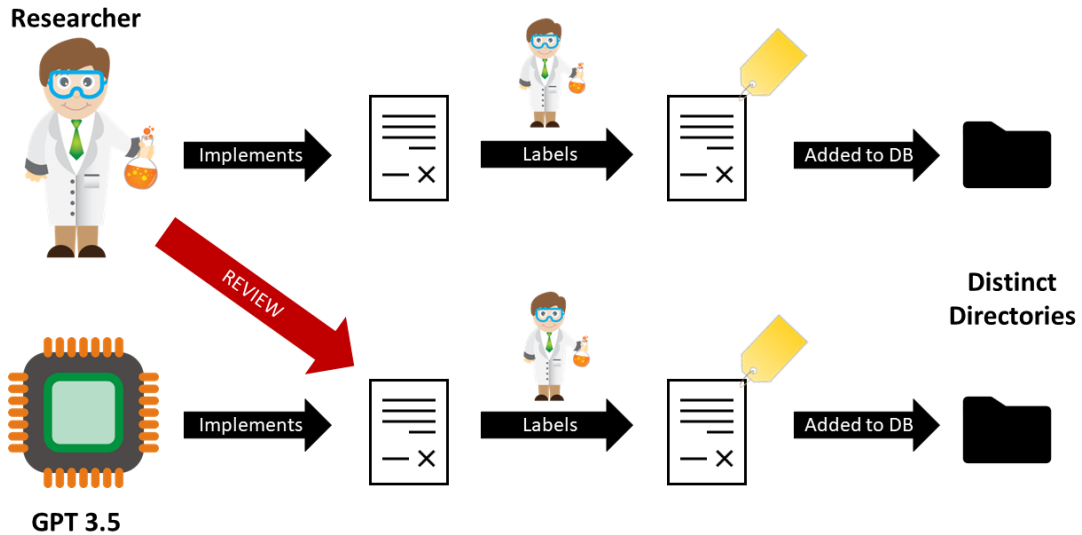 Researcher
Implements
Labels
Added to DB
REVIEW
Distinct
Directories
Implements
Labels
Added to DB
GPT 3.5